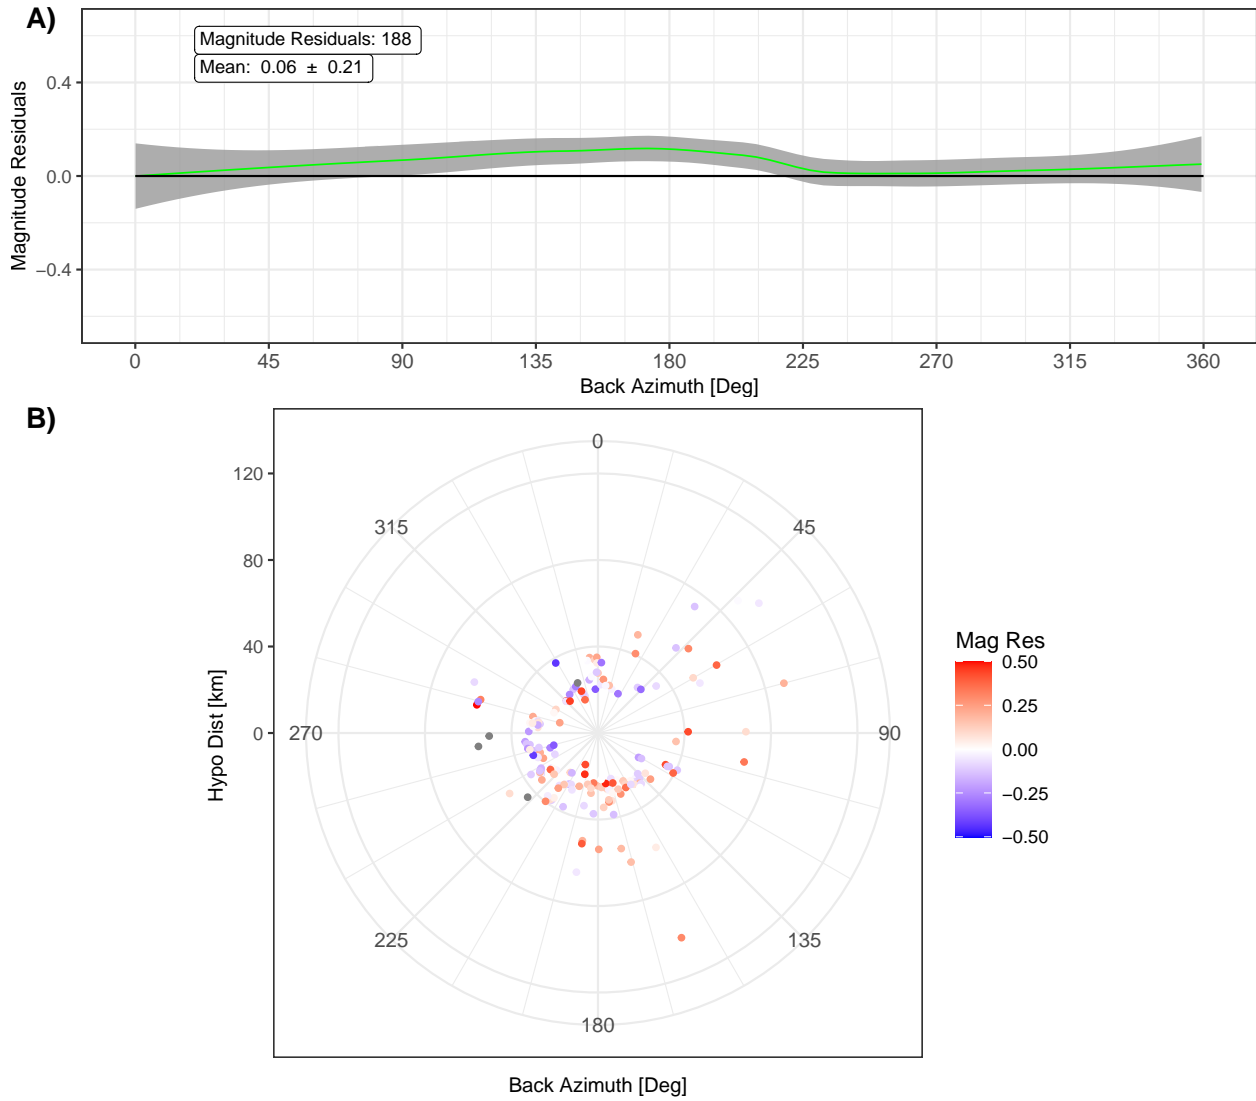 A)
Magnitude Residuals: 188
Mean:  0.06  ±  0.21
0.4
0.0
−0.4
Magnitude Residuals
0 45 90 135 180 225 270 315 360
Back Azimuth [Deg]
B)
0
45
90
135
180
225
270
315
120
80
40
0
Hypo Dist [km]
Back Azimuth [Deg]
Mag Res
0.50
0.25
0.00
−0.25
−0.50